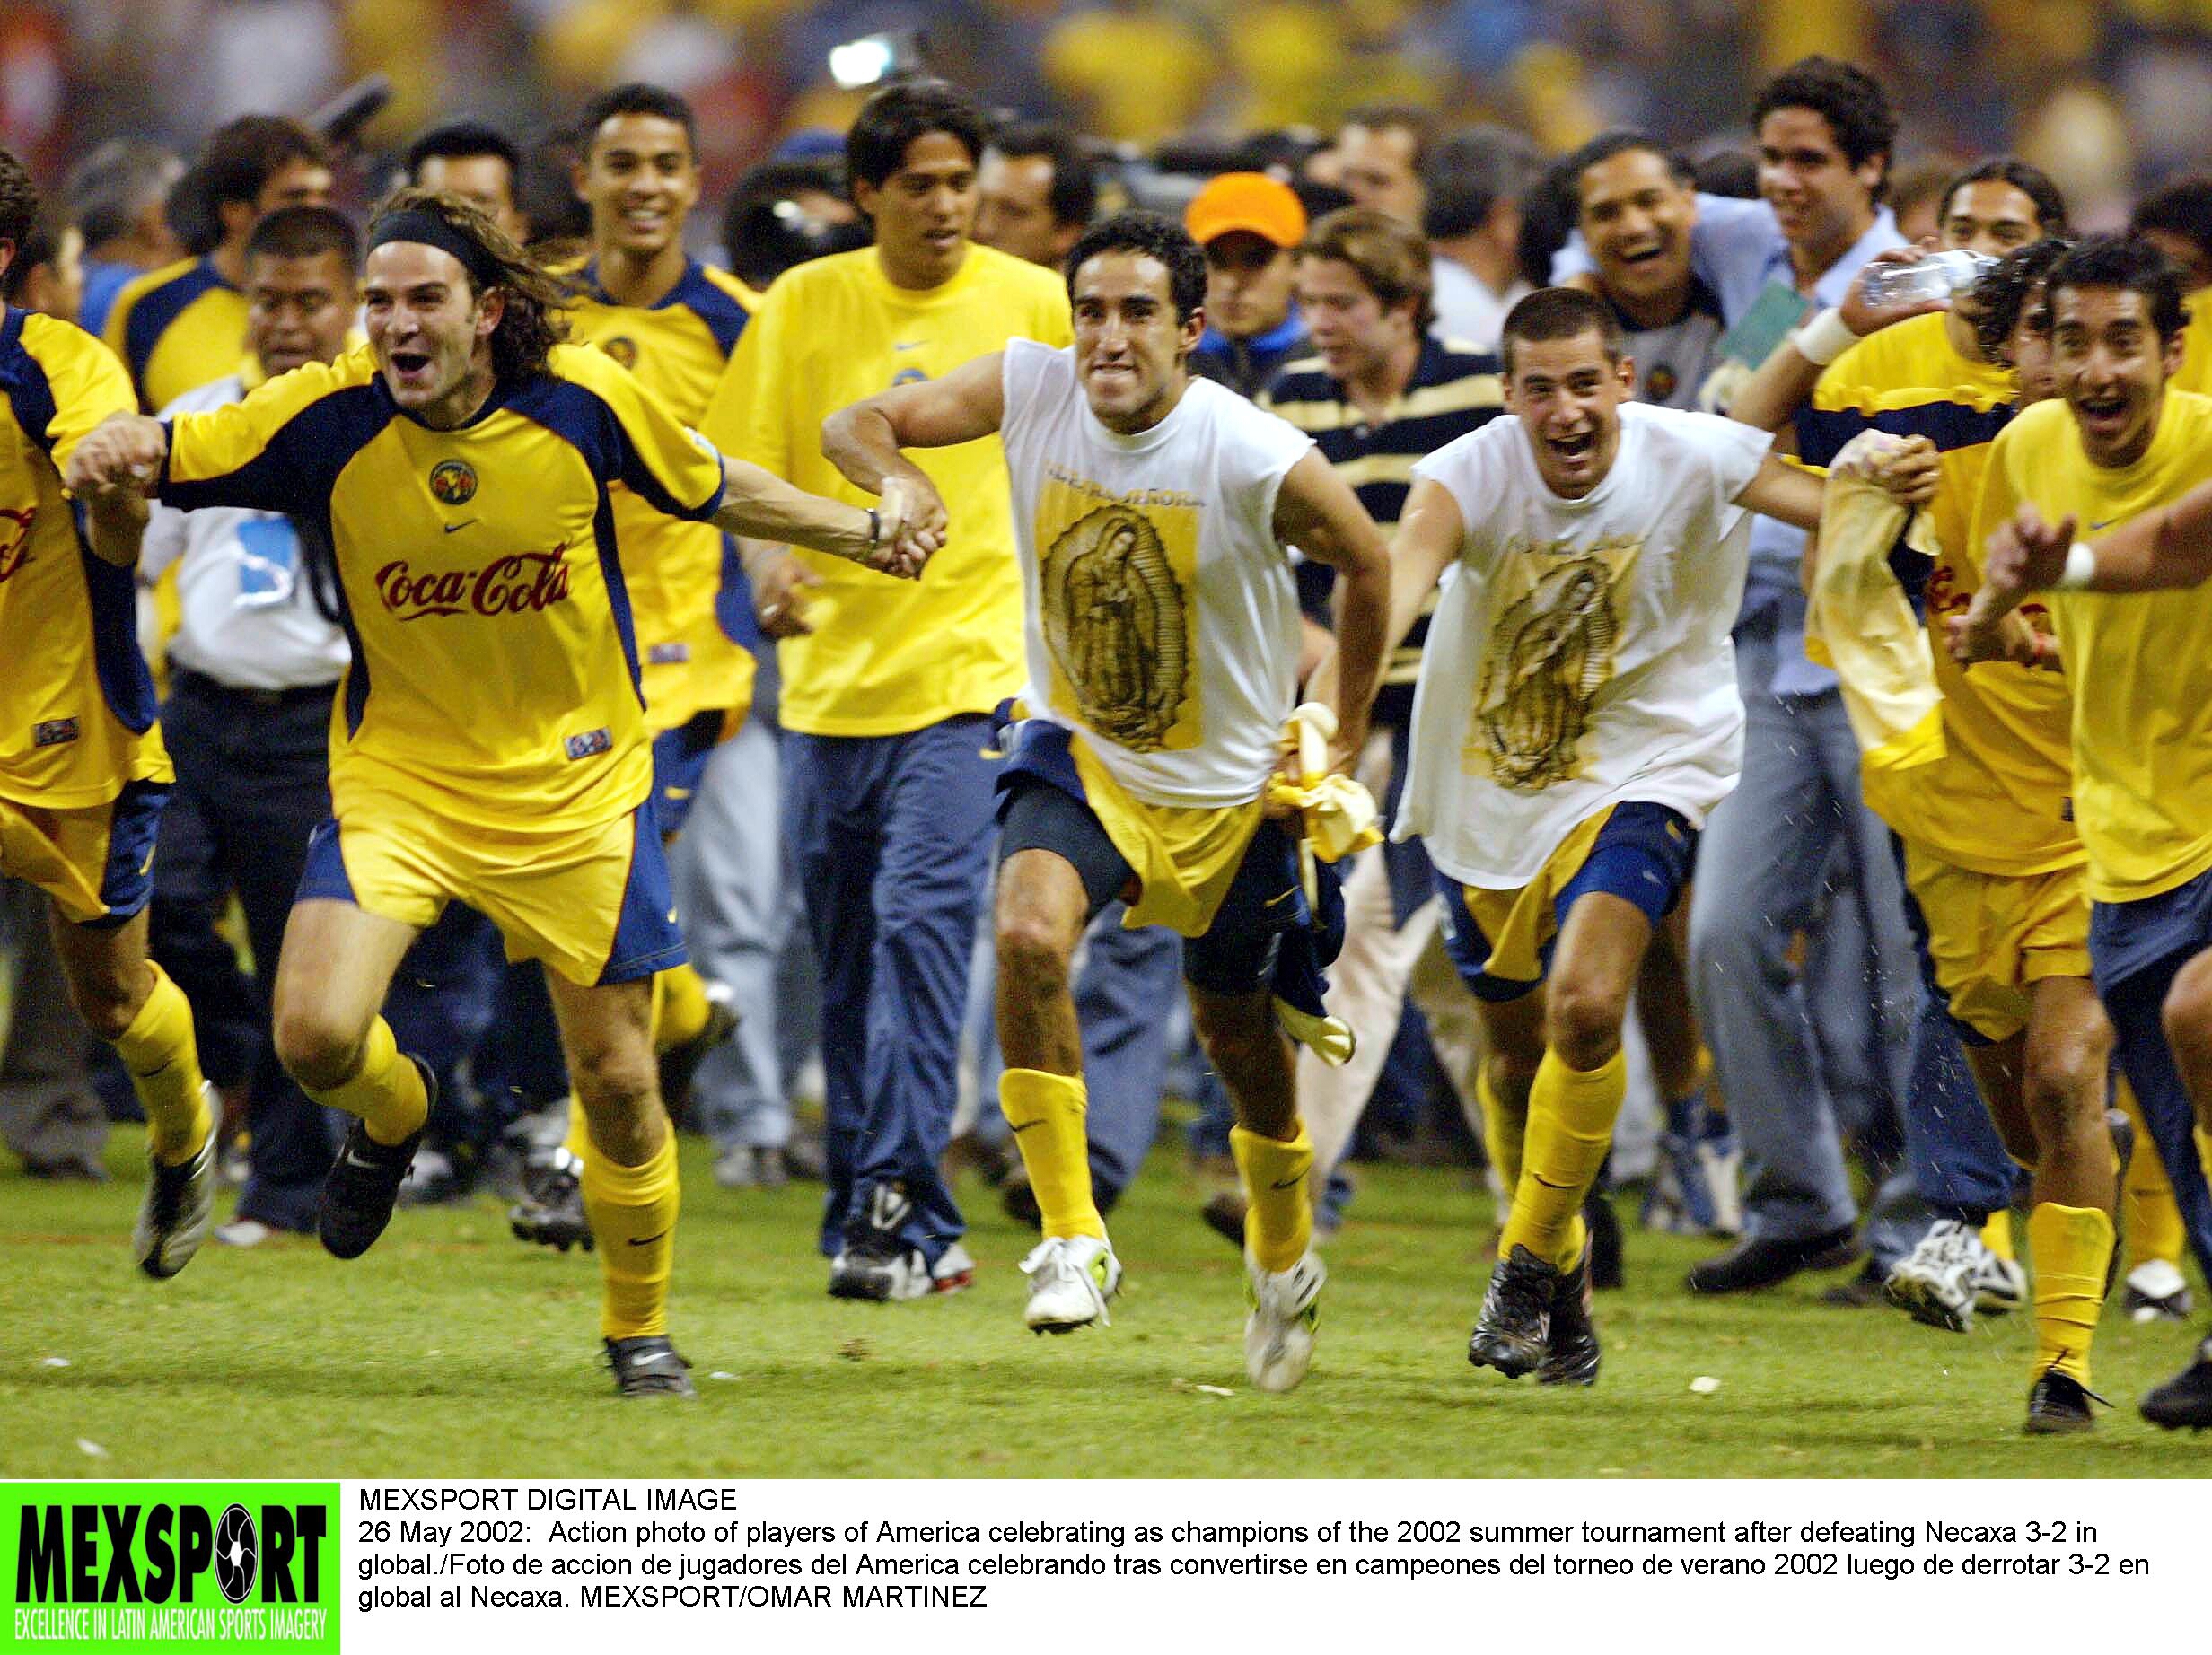 Coca-Cola
MEXSPORT
EXCELLENCE IN LATIN AMERICAN SPORTS IMAGERY
MEXSPORT DIGITAL IMAGE
26 May 2002:  Action photo of players of America celebrating as champions of the 2002 summer tournament after defeating Necaxa 3-2 in
global./Foto de accion de jugadores del America celebrando tras convertirse en campeones del torneo de verano 2002 luego de derrotar 3-2 en
global al Necaxa. MEXSPORT/OMAR MARTINEZ